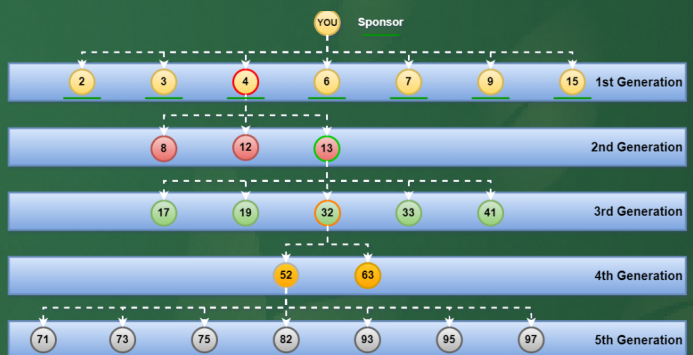 YOU Sponsor
2 3 4 6 7 9 15 1st Generation
8 12 13 2nd Generation
17 19 32 33 41 3rd Generation
52 63 4th Generation
71 73 75 82 93 95 97 5th Generation